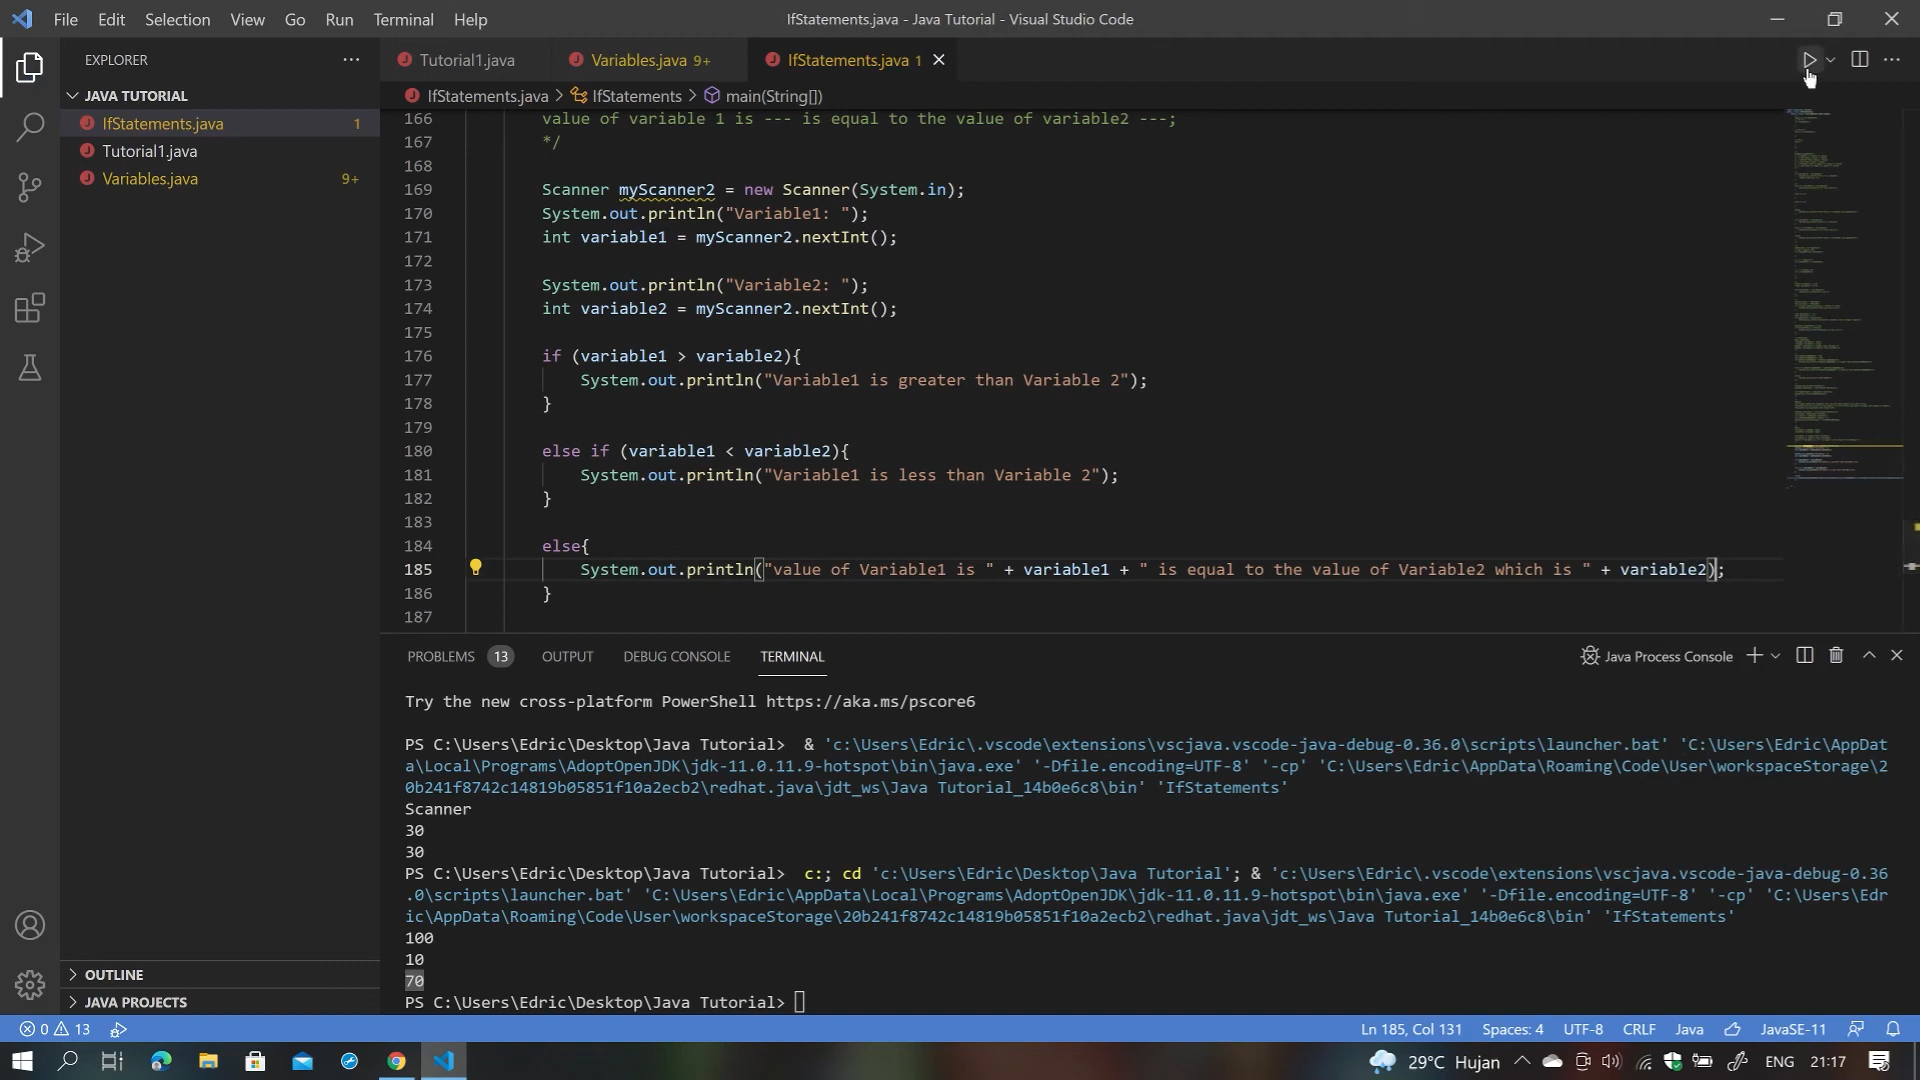 File Edit Selection View Go Run Terminal Help
IfStatements.java - Java Tutorial - Visual Studio Code
EXPLORER
JAVA TUTORIAL
IfStatements.java 1
Tutorial1.java
Variables.java 9+
OUTLINE
JAVA PROJECTS
Tutorial1.java Variables.java 9+ IfStatements.java 1
IfStatements.java > IfStatements > main(String[])
166 value of variable 1 is --- is equal to the value of variable2 ---;
167 */
168
169 Scanner myScanner2 = new Scanner(System.in);
170 System.out.println("Variable1: ");
171 int variable1 = myScanner2.nextInt();
172
173 System.out.println("Variable2: ");
174 int variable2 = myScanner2.nextInt();
175
176 if (variable1 > variable2){
177 System.out.println("Variable1 is greater than Variable 2");
178 }
179
180 else if (variable1 < variable2){
181 System.out.println("Variable1 is less than Variable 2");
182 }
183
184 else{
185 System.out.println("value of Variable1 is " + variable1 + " is equal to the value of Variable2 which is " + variable2);
186 }
187
PROBLEMS 13 OUTPUT DEBUG CONSOLE TERMINAL Java Process Console
Try the new cross-platform PowerShell https://aka.ms/pscore6
PS C:\Users\Edric\Desktop\Java Tutorial> & 'c:\Users\Edric\.vscode\extensions\vscjava.vscode-java-debug-0.36.0\scripts\launcher.bat' 'C:\Users\Edric\AppDat
a\Local\Programs\AdoptOpenJDK\jdk-11.0.11.9-hotspot\bin\java.exe' '-Dfile.encoding=UTF-8' '-cp' 'C:\Users\Edric\AppData\Roaming\Code\User\workspaceStorage\2
0b241f8742c14819b05851f10a2ecb2\redhat.java\jdt_ws\Java Tutorial_14b0e6c8\bin' 'IfStatements'
Scanner
30
30
PS C:\Users\Edric\Desktop\Java Tutorial> c:; cd 'c:\Users\Edric\Desktop\Java Tutorial'; & 'c:\Users\Edric\.vscode\extensions\vscjava.vscode-java-debug-0.36
.0\scripts\launcher.bat' 'C:\Users\Edric\AppData\Local\Programs\AdoptOpenJDK\jdk-11.0.11.9-hotspot\bin\java.exe' '-Dfile.encoding=UTF-8' '-cp' 'C:\Users\Edr
ic\AppData\Roaming\Code\User\workspaceStorage\20b241f8742c14819b05851f10a2ecb2\redhat.java\jdt_ws\Java Tutorial_14b0e6c8\bin' 'IfStatements'
100
10
70
PS C:\Users\Edric\Desktop\Java Tutorial>
0 13 Ln 185, Col 131 Spaces: 4 UTF-8 CRLF Java JavaSE-11
29°C Hujan ENG 21:17